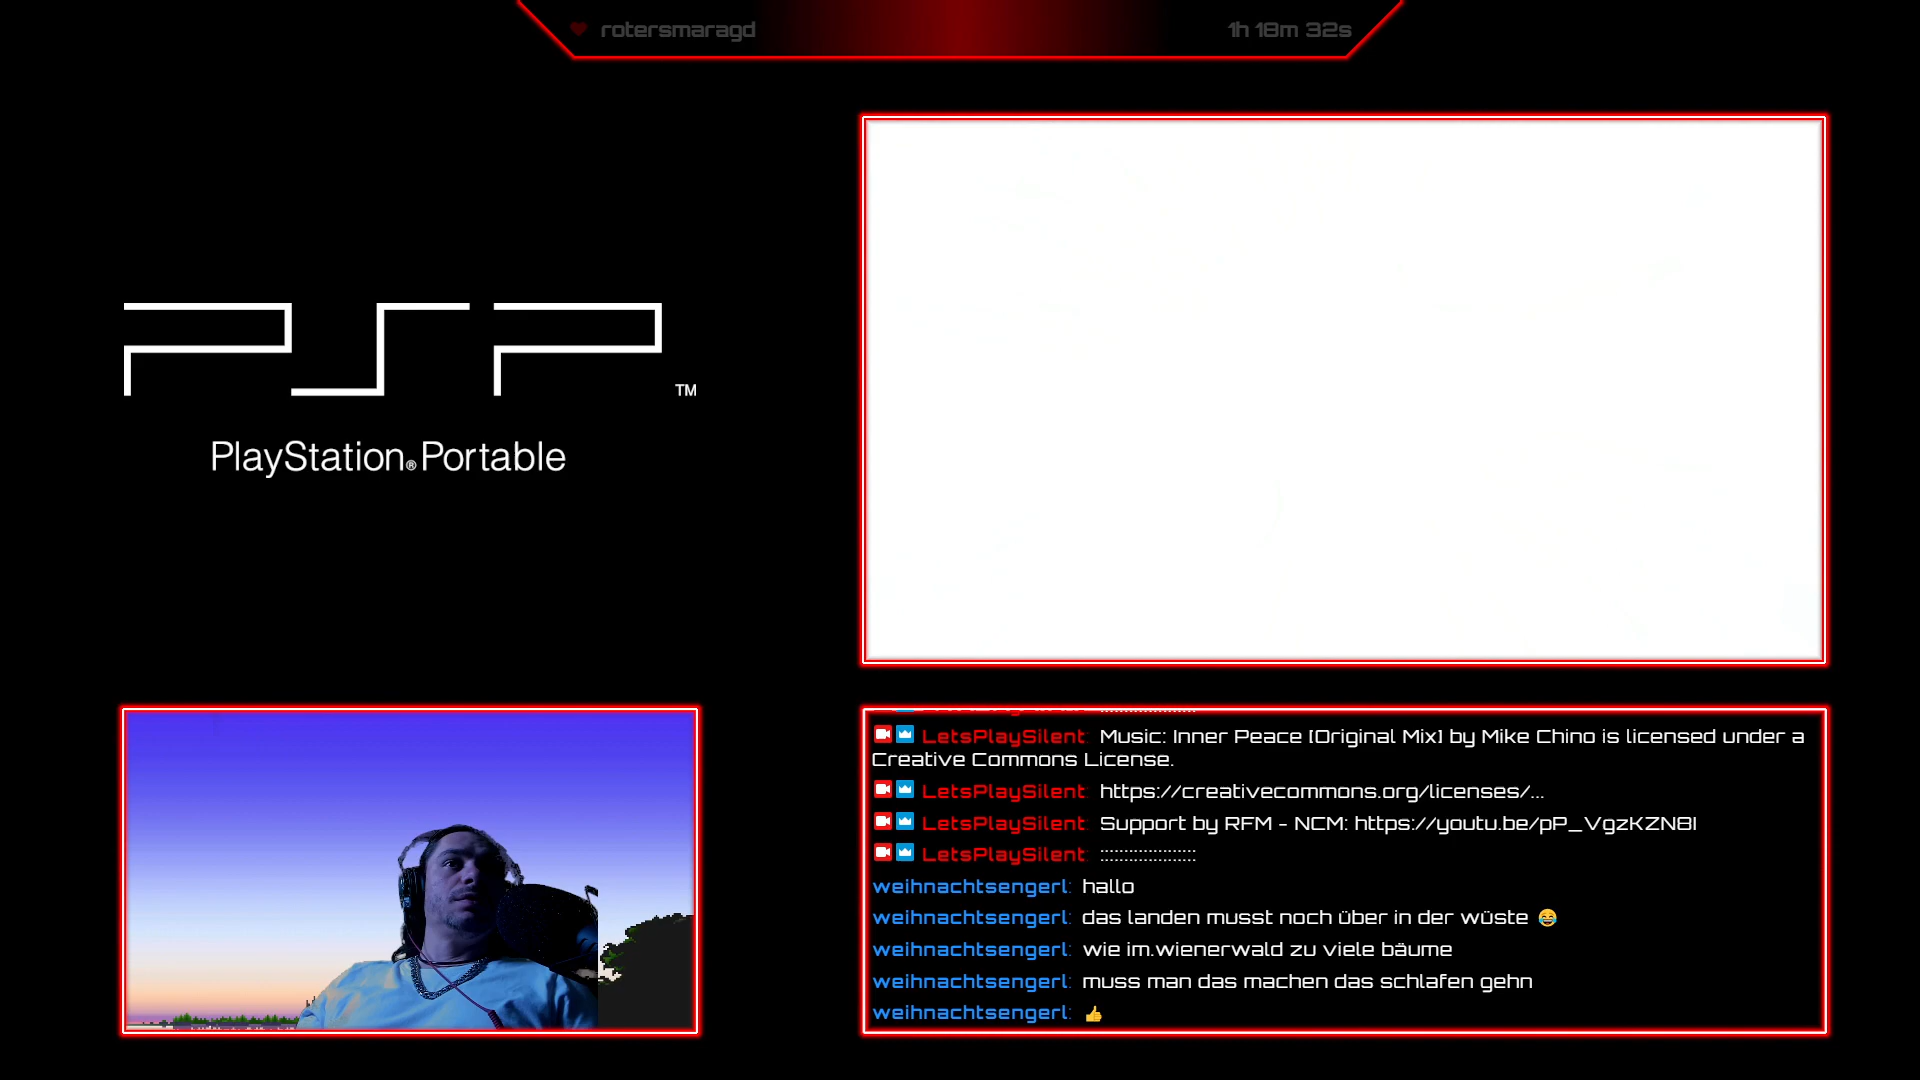 rotersmaragd
1h 18m 32s
PSP
TM
PlayStation® Portable
LetsPlaySilent: Music: Inner Peace [Original Mix] by Mike Chino is licensed under a
Creative Commons License.
LetsPlaySilent: https://creativecommons.org/licenses/...
LetsPlaySilent: Support by RFM - NCM: https://youtu.be/pP_VgzKZN8I
LetsPlaySilent: ::::::::::::::::::::
weihnachtsengerl: hallo
weihnachtsengerl: das landen musst noch über in der wüste 😂
weihnachtsengerl: wie im.wienerwald zu viele bäume
weihnachtsengerl: muss man das machen das schlafen gehn
weihnachtsengerl: 👍